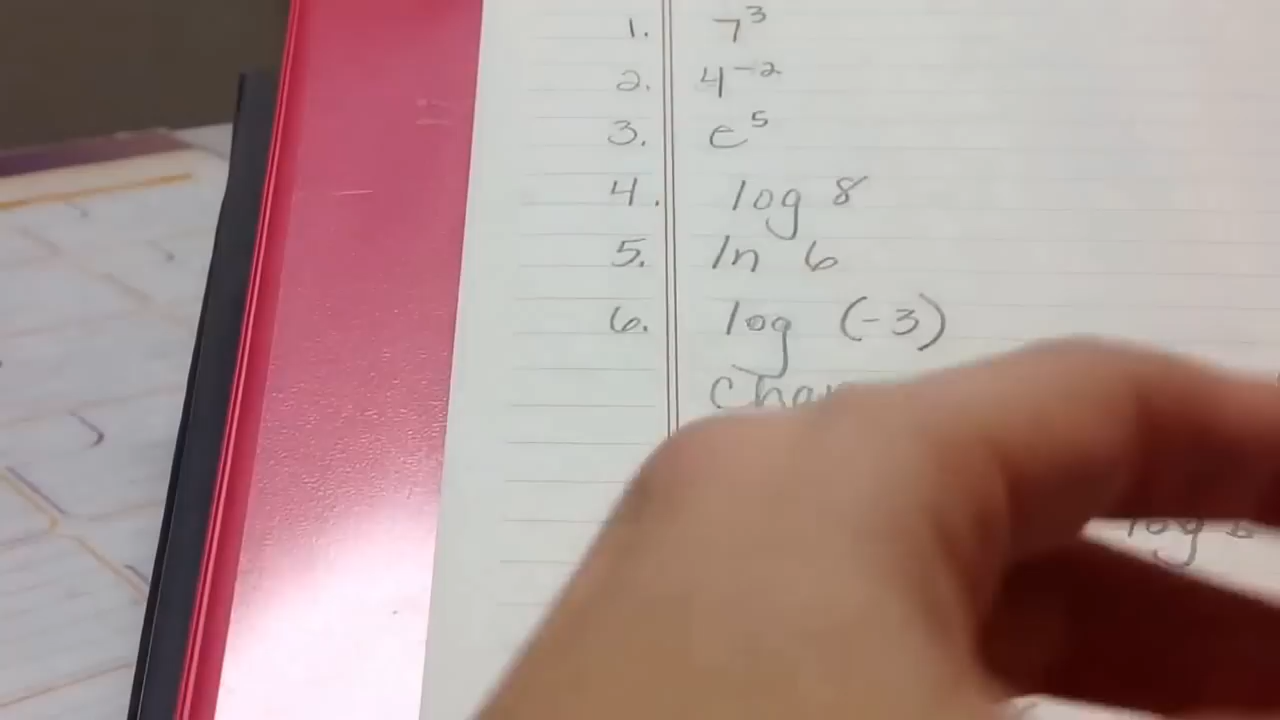 1. 7³
2. 4⁻²
3. e⁵
4. log 8
5. ln 6
6. log (-3)